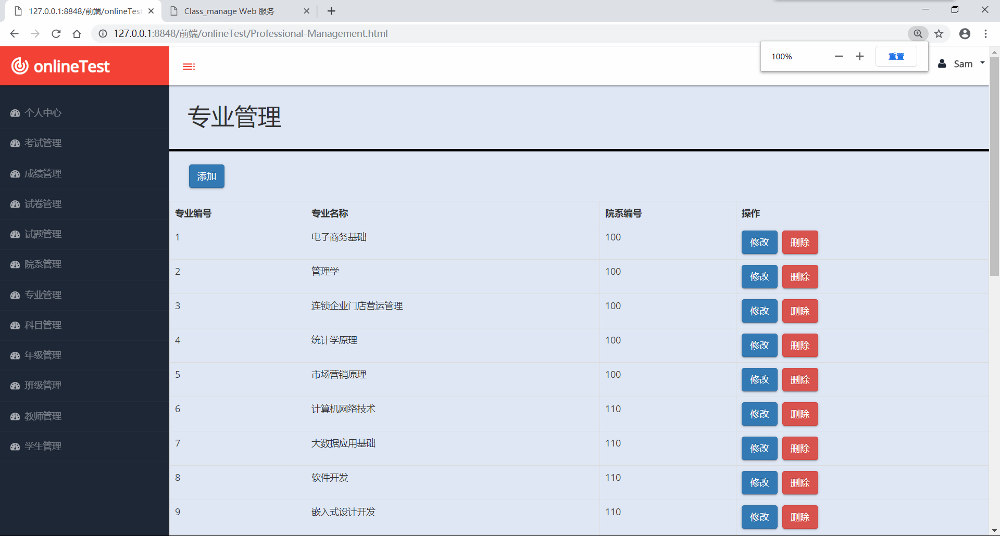 127.0.0.1:8848/前端/onlineTest
Class_manage Web 服务
127.0.0.1:8848/前端/onlineTest/Professional-Management.html
100%
重置
onlineTest
Sam
个人中心
考试管理
成绩管理
试卷管理
试题管理
院系管理
专业管理
科目管理
年级管理
班级管理
教师管理
学生管理
专业管理
添加
专业编号 专业名称 院系编号 操作
1 电子商务基础 100 修改 删除
2 管理学 100 修改 删除
3 连锁企业门店营运管理 100 修改 删除
4 统计学原理 100 修改 删除
5 市场营销原理 100 修改 删除
6 计算机网络技术 110 修改 删除
7 大数据应用基础 110 修改 删除
8 软件开发 110 修改 删除
9 嵌入式设计开发 110 修改 删除